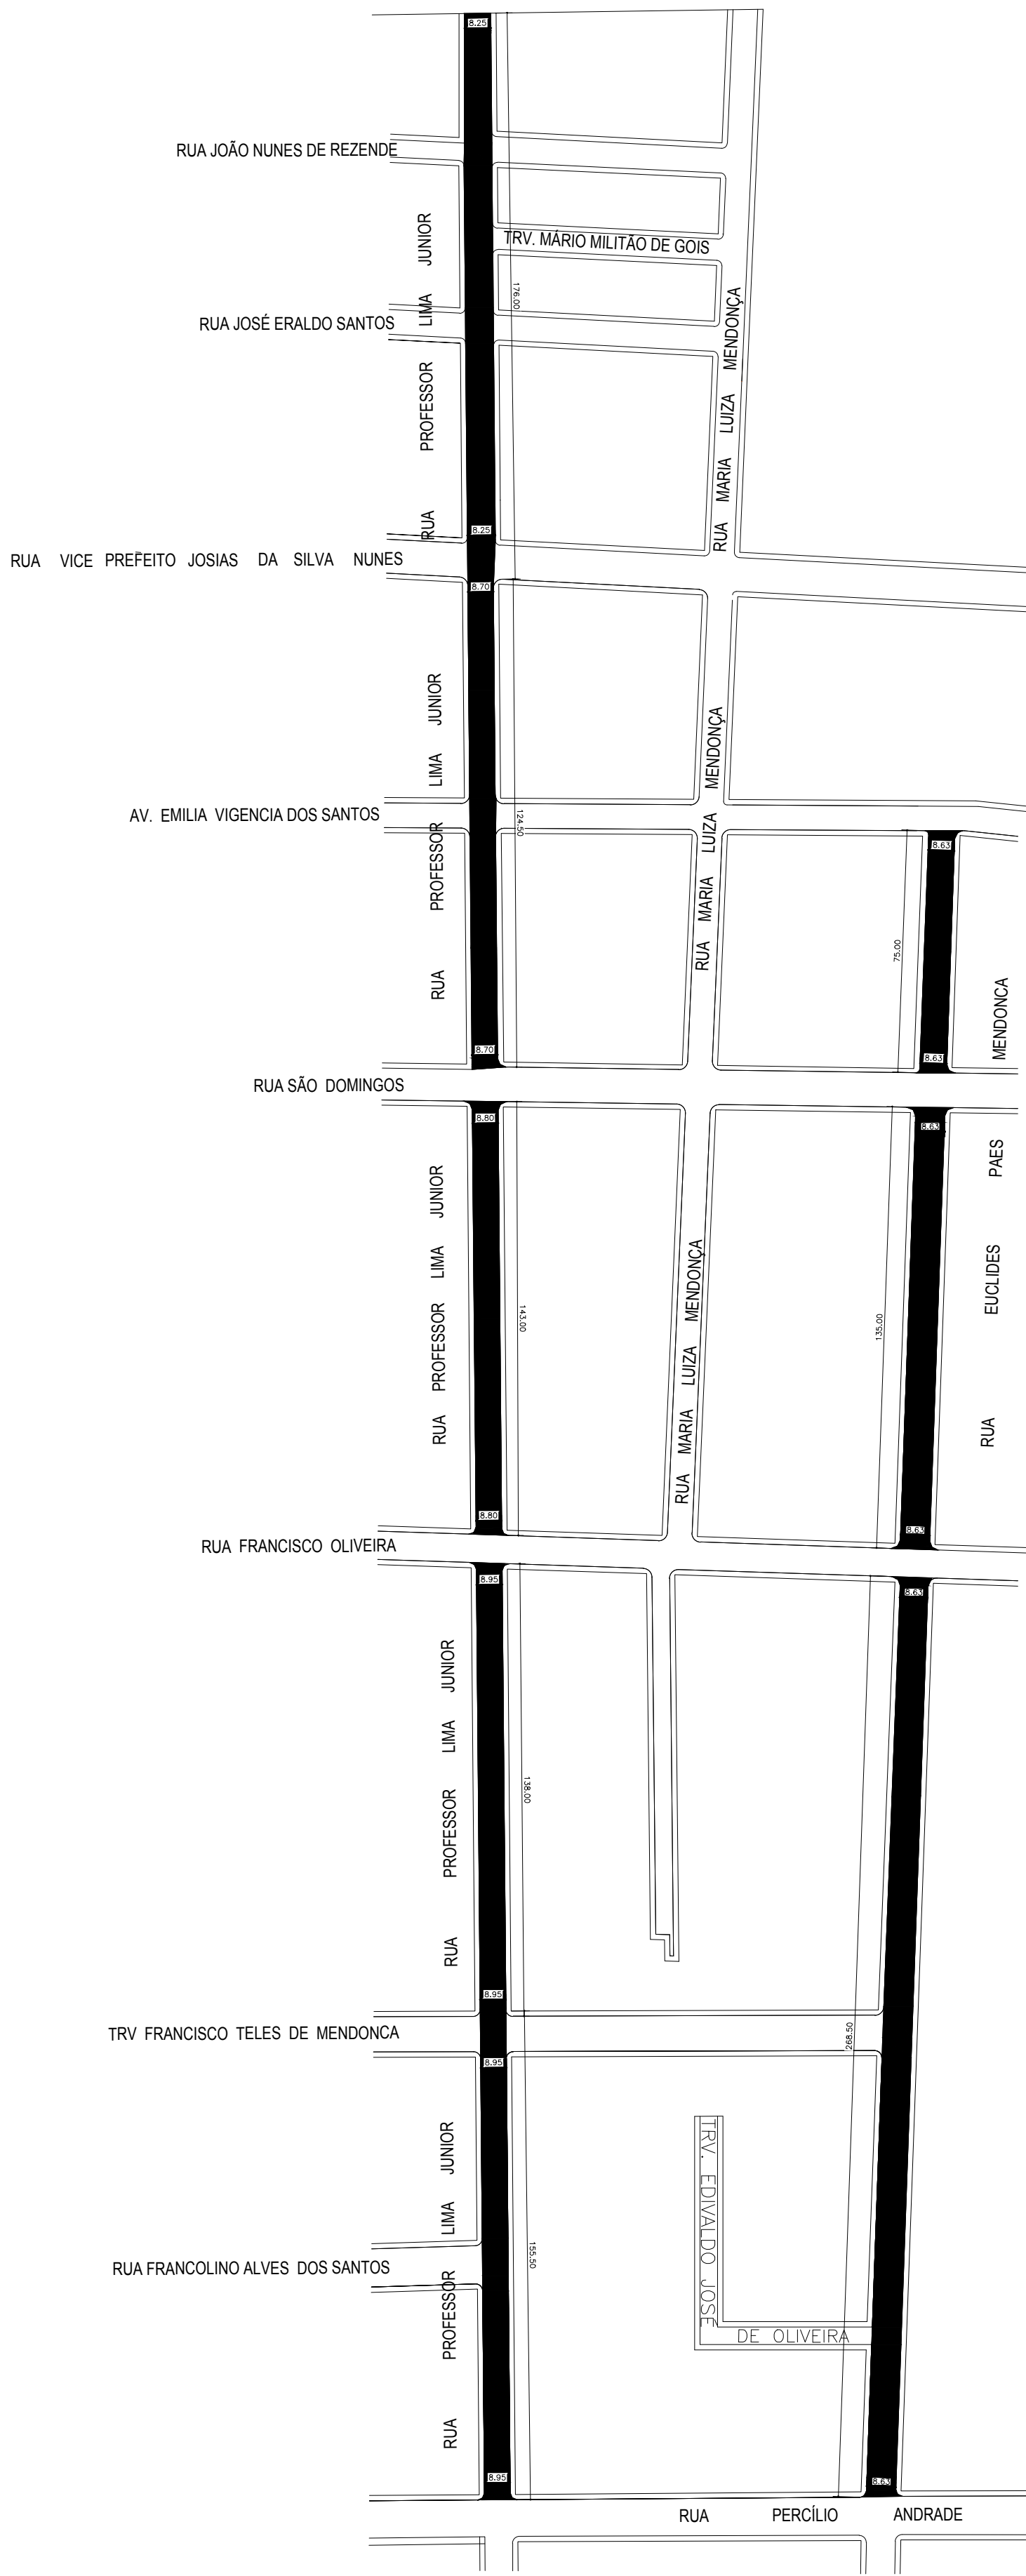 8.25
RUA JOÃO NUNES DE REZENDE
TRV. MÁRIO MILITÃO DE GOIS
176.00
RUA JOSÉ ERALDO SANTOS
RUA PROFESSOR LIMA JUNIOR
RUA MARIA LUIZA MENDONÇA
8.25
RUA VICE PREFEITO JOSIAS DA SILVA NUNES
8.70
RUA PROFESSOR LIMA JUNIOR
RUA MARIA LUIZA MENDONÇA
AV. EMILIA VIGENCIA DOS SANTOS
124.50
8.63
75.00
8.70
8.63
RUA SÃO DOMINGOS
8.80
8.63
RUA EUCLIDES PAES MENDONCA
RUA PROFESSOR LIMA JUNIOR
143.00
RUA MARIA LUIZA MENDONÇA
135.00
8.80
8.63
RUA FRANCISCO OLIVEIRA
8.95
8.63
RUA PROFESSOR LIMA JUNIOR
138.00
8.95
TRV FRANCISCO TELES DE MENDONCA
268.50
8.95
RUA PROFESSOR LIMA JUNIOR
155.50
TRV. EDIVALDO JOSE
DE OLIVEIRA
RUA FRANCOLINO ALVES DOS SANTOS
8.95
8.63
RUA PERCÍLIO ANDRADE